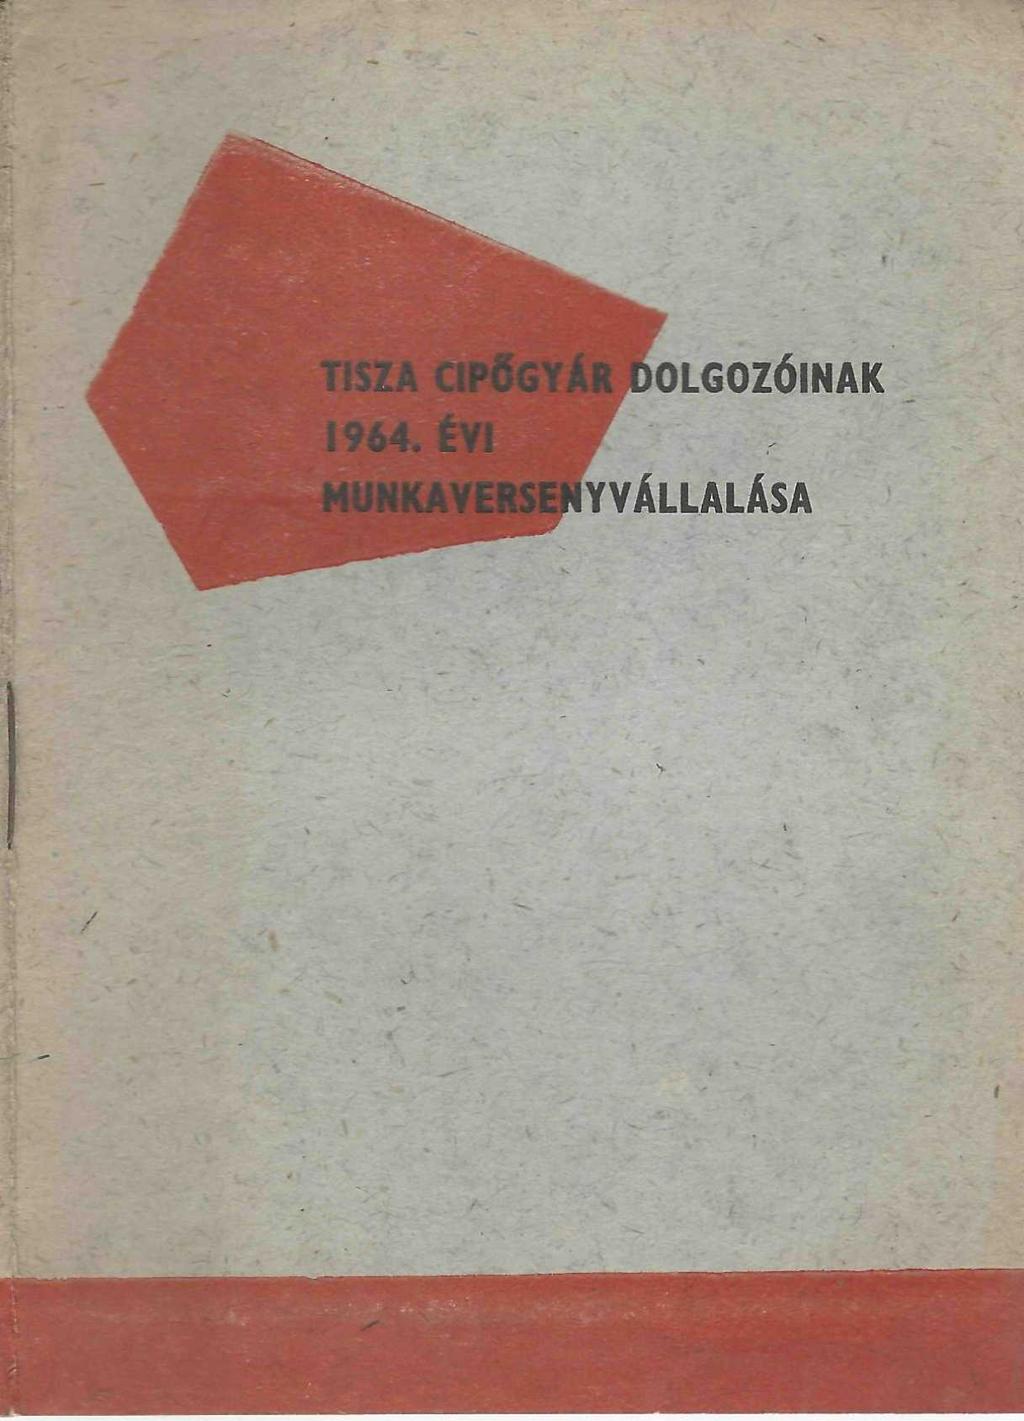 TISZA CIPŐGYÁR DOLGOZÓINAK
1964. ÉVI
MUNKAVERSENYVÁLLALÁSA